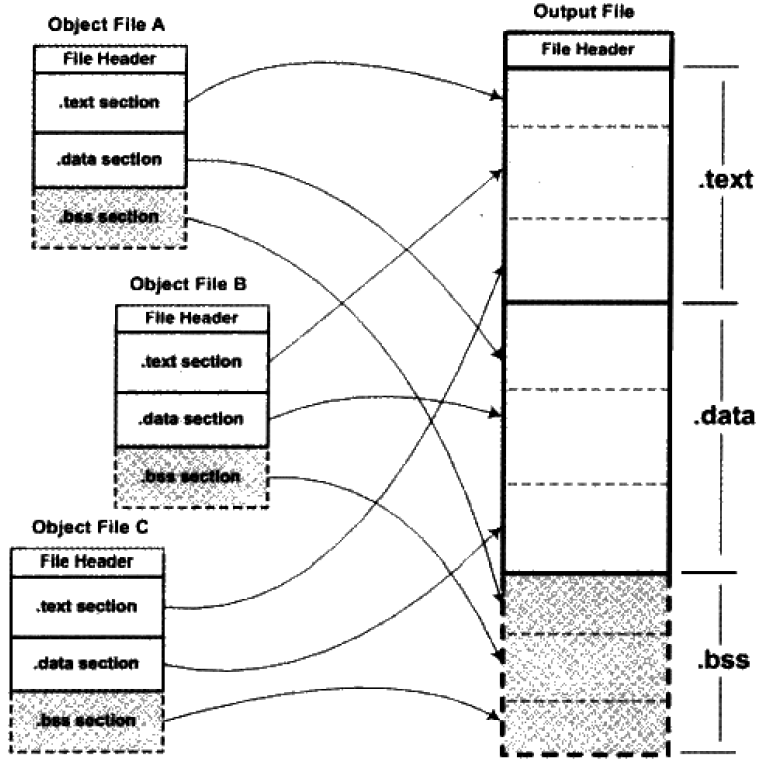 Object File A
File Header
.text section
.data section
.bss section
Object File B
File Header
.text section
.data section
.bss section
Object File C
File Header
.text section
.data section
.bss section
Output File
File Header
.text
.data
.bss